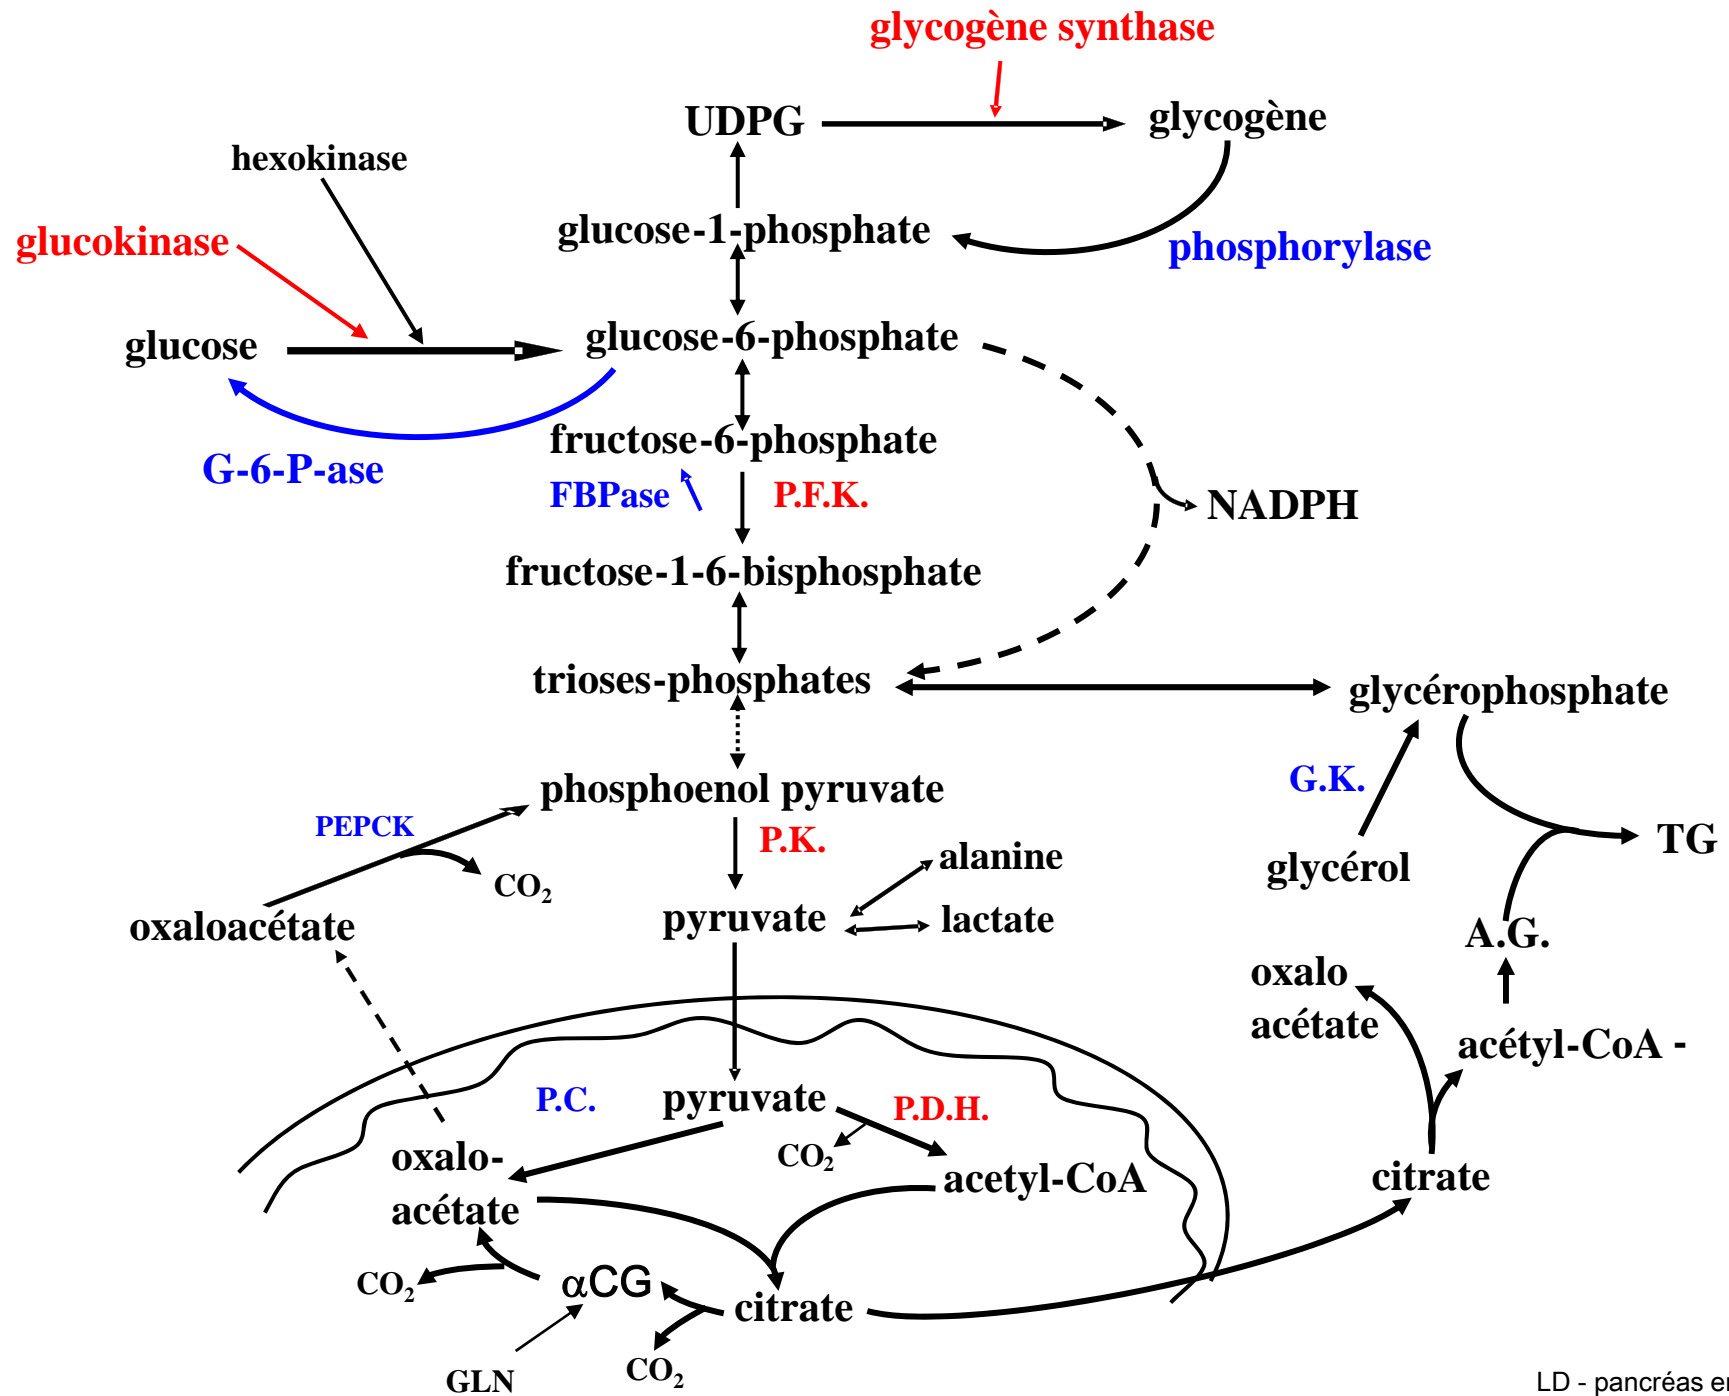 glycogène synthase
UDPG
glycogène
hexokinase
glucose-1-phosphate
glucokinase
phosphorylase
glucose
glucose-6-phosphate
fructose-6-phosphate
G-6-P-ase
FBPase
P.F.K.
NADPH
fructose-1-6-bisphosphate
trioses-phosphates
glycérophosphate
phosphoenol pyruvate
G.K.
PEPCK
P.K.
TG
alanine
glycérol
CO2
pyruvate
lactate
oxaloacétate
A.G.
oxalo
acétate
acétyl-CoA -
P.C.
pyruvate
P.D.H.
CO2
oxalo-
acétate
acetyl-CoA
citrate
CO2
αCG
citrate
CO2
GLN
LD - pancréas